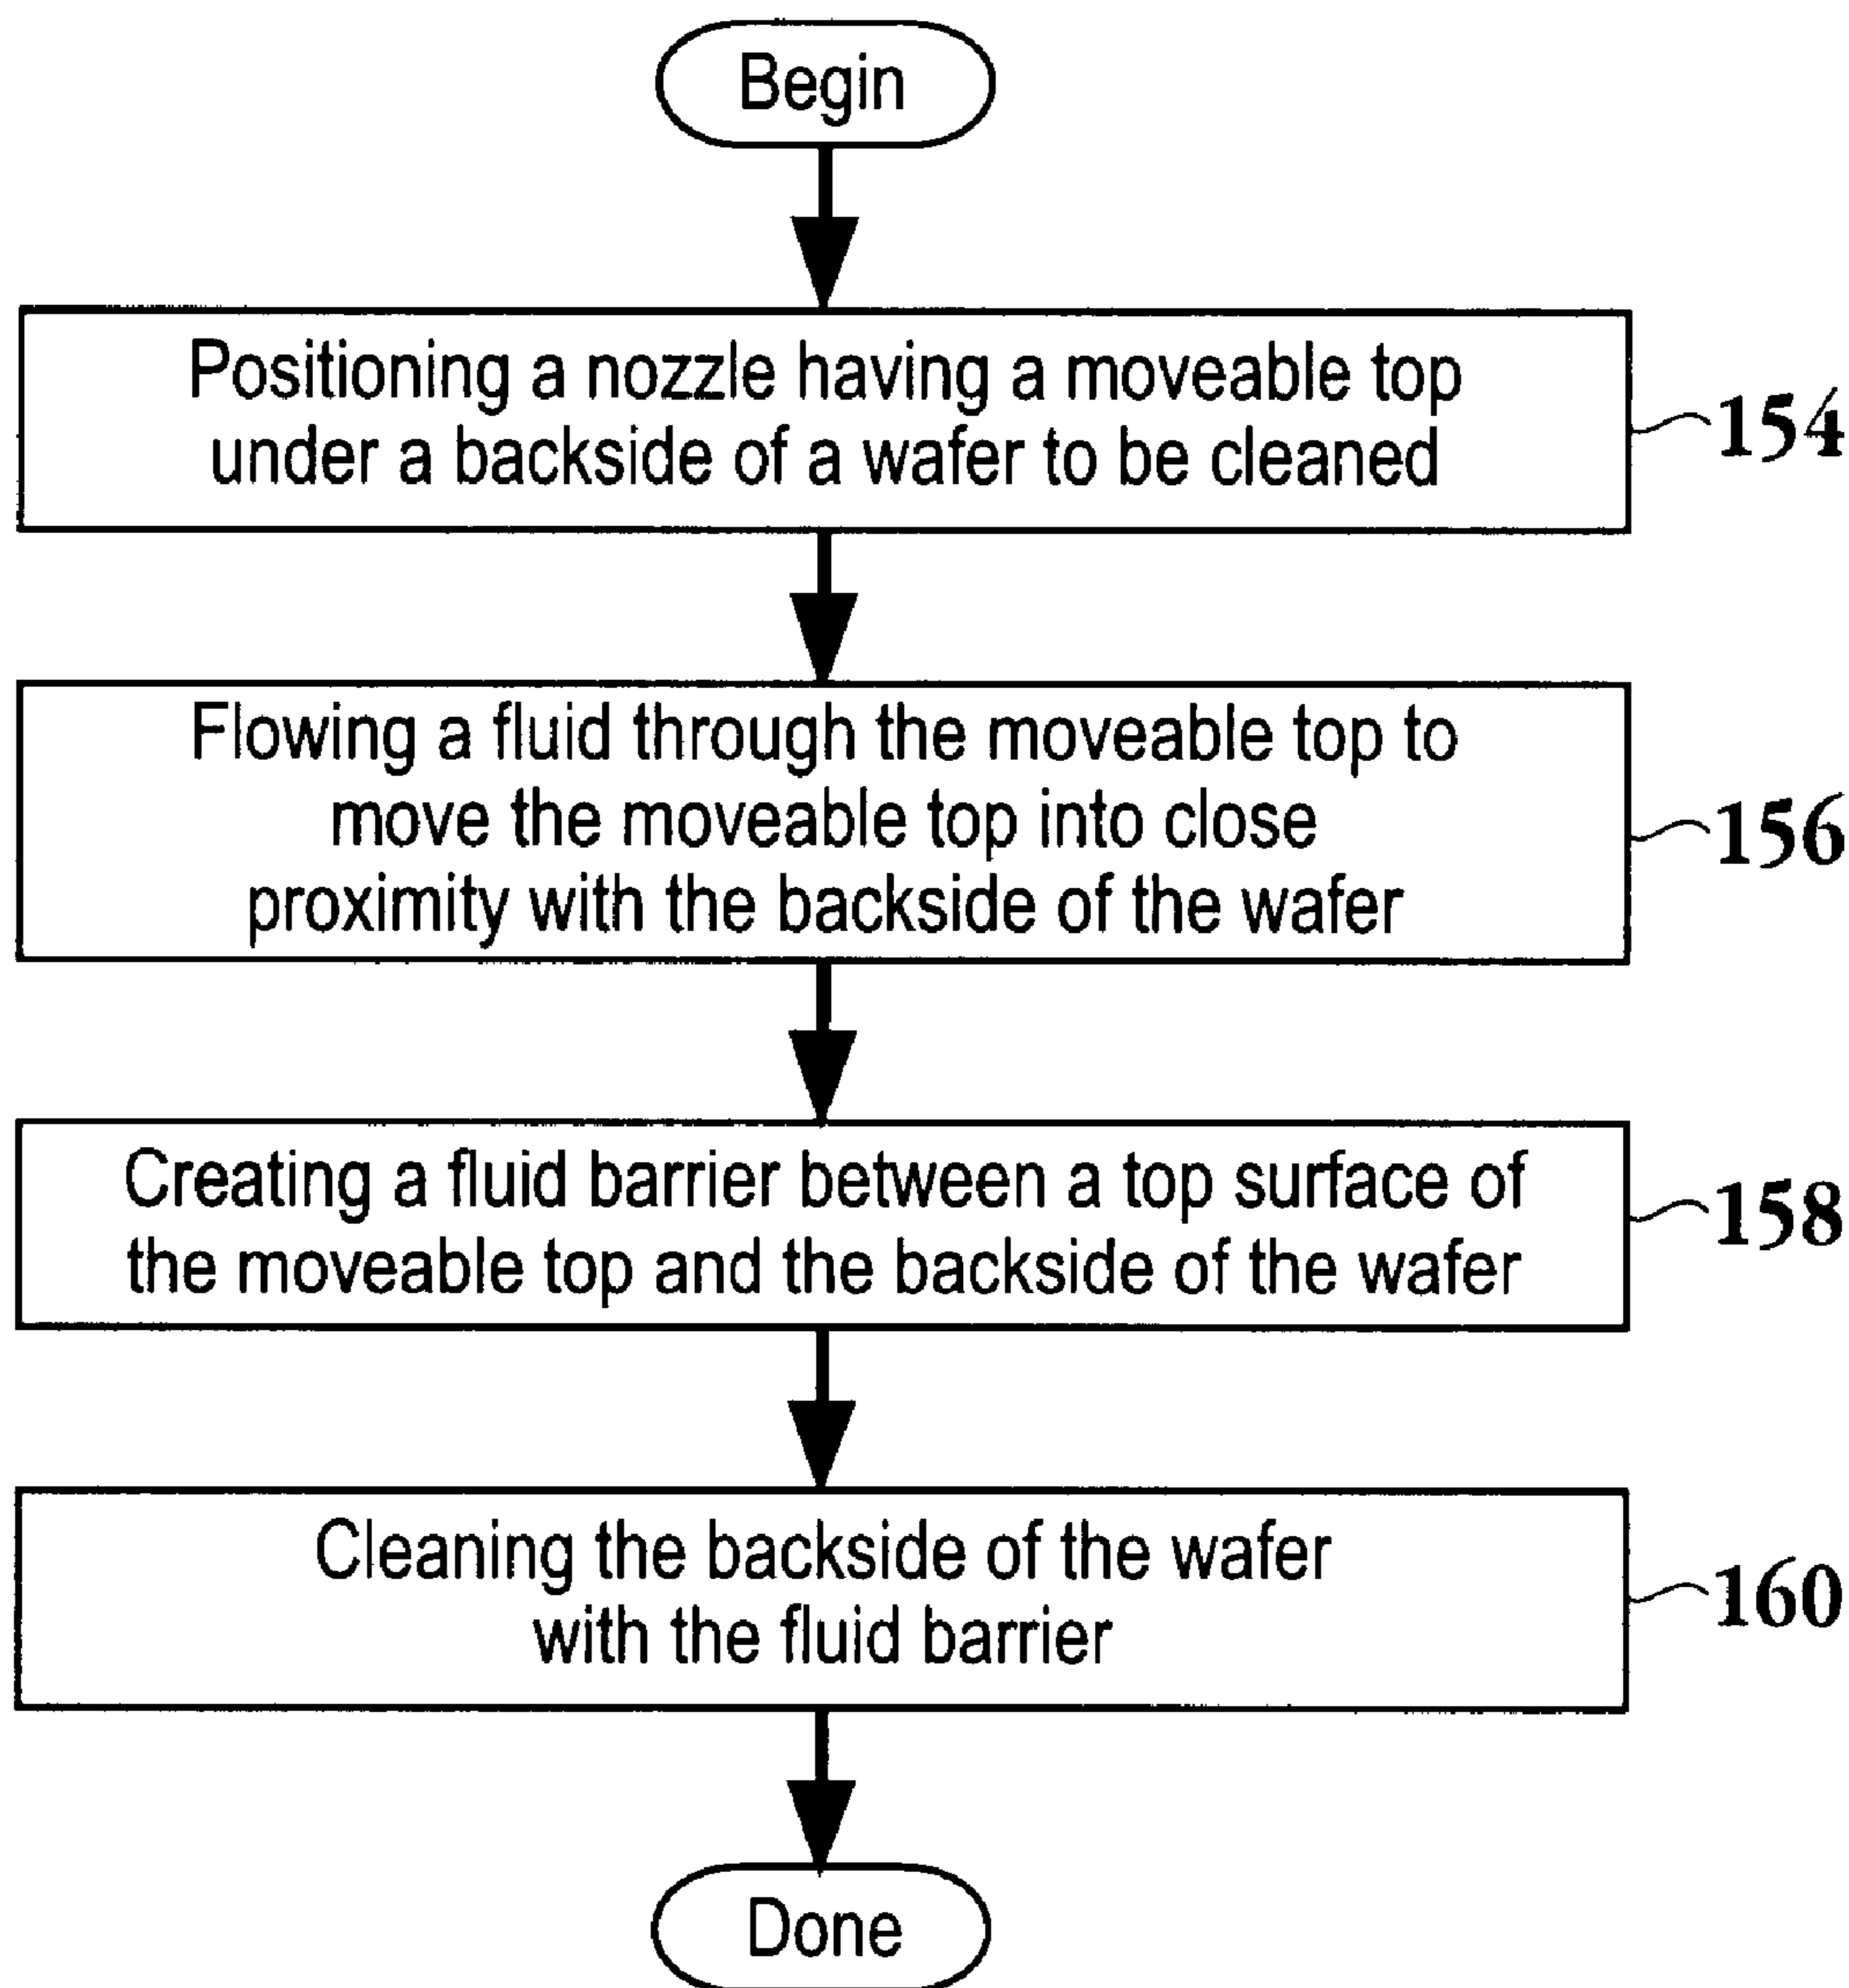 Begin
Positioning a nozzle having a moveable top
under a backside of a wafer to be cleaned
154
Flowing a fluid through the moveable top to
move the moveable top into close
proximity with the backside of the wafer
156
Creating a fluid barrier between a top surface of
the moveable top and the backside of the wafer
158
Cleaning the backside of the wafer
with the fluid barrier
160
Done